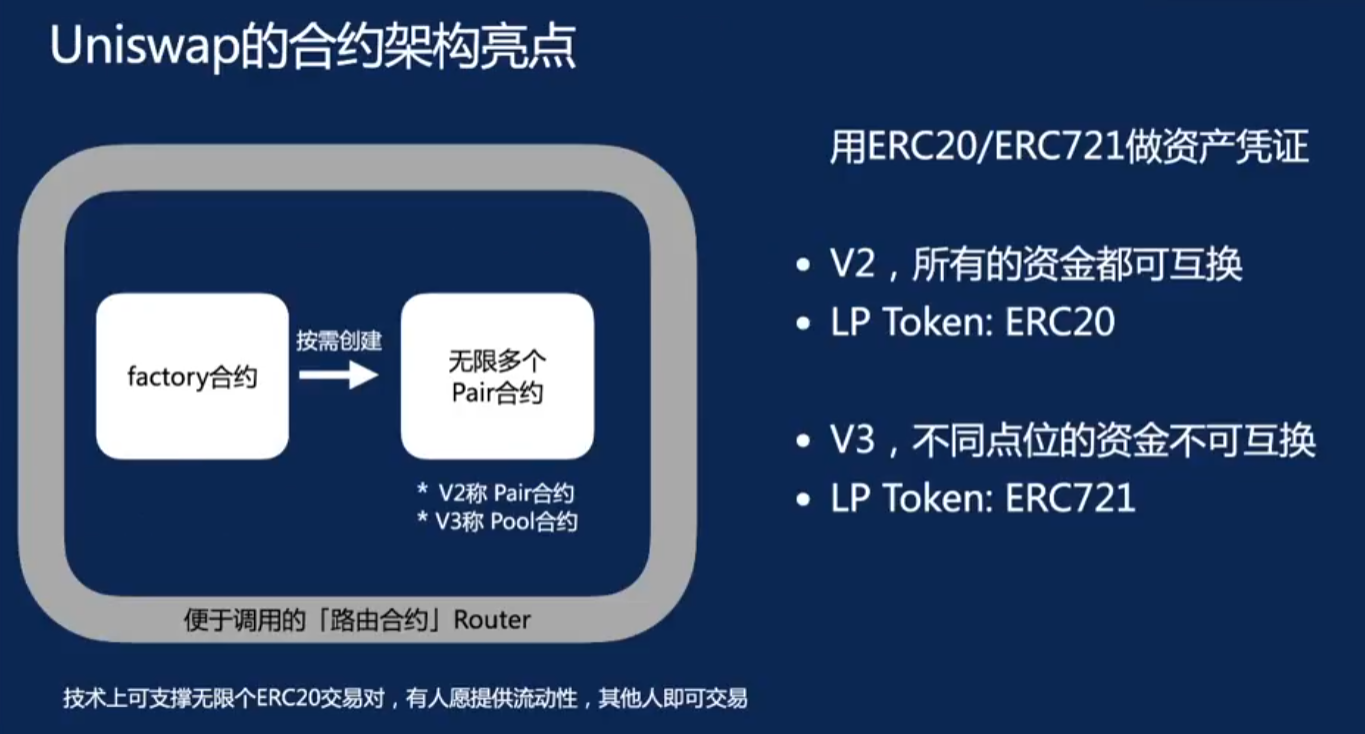 Uniswap的合约架构亮点
factory合约
按需创建
无限多个
Pair合约
* V2称 Pair合约
* V3称 Pool合约
便于调用的「路由合约」Router
技术上可支撑无限个ERC20交易对，有人愿提供流动性，其他人即可交易
用ERC20/ERC721做资产凭证
• V2，所有的资金都可互换
• LP Token: ERC20
• V3，不同点位的资金不可互换
• LP Token: ERC721